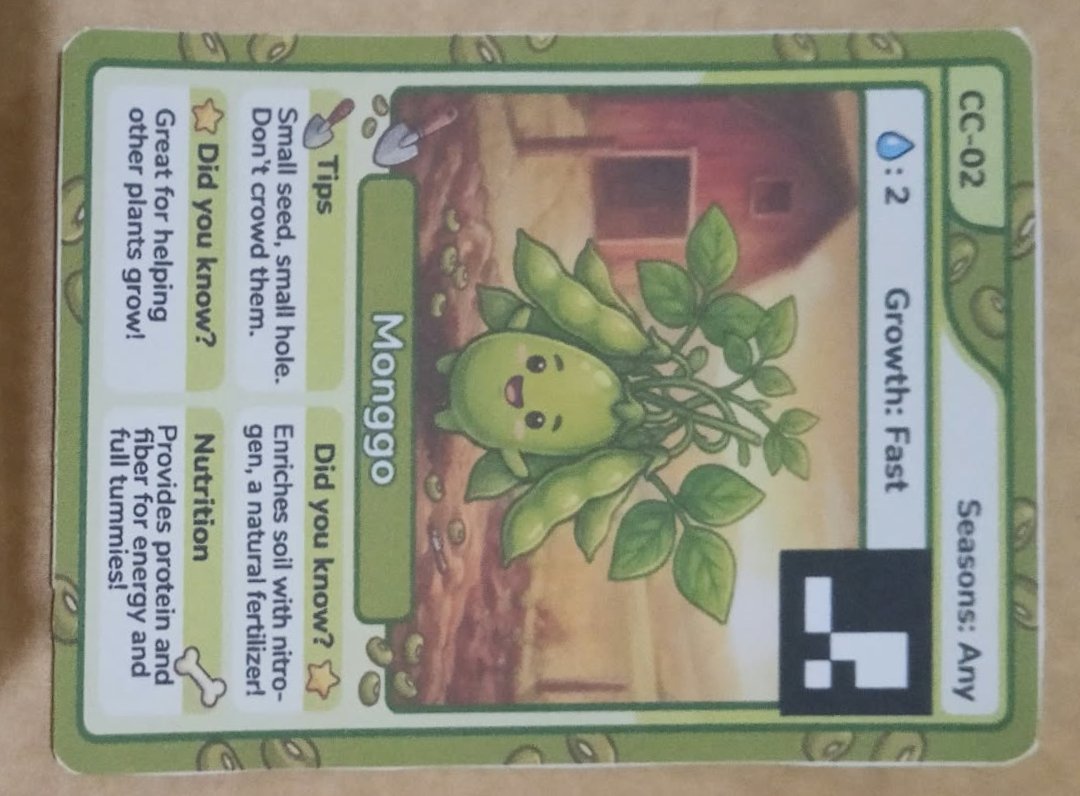 CC-02
Seasons: Any
: 2
Growth: Fast
Monggo
Tips
Small seed, small hole.
Don't crowd them.
Did you know?
Enriches soil with nitro-
gen, a natural fertilizer!
Did you know?
Great for helping
other plants grow!
Nutrition
Provides protein and
fiber for energy and
full tummies!